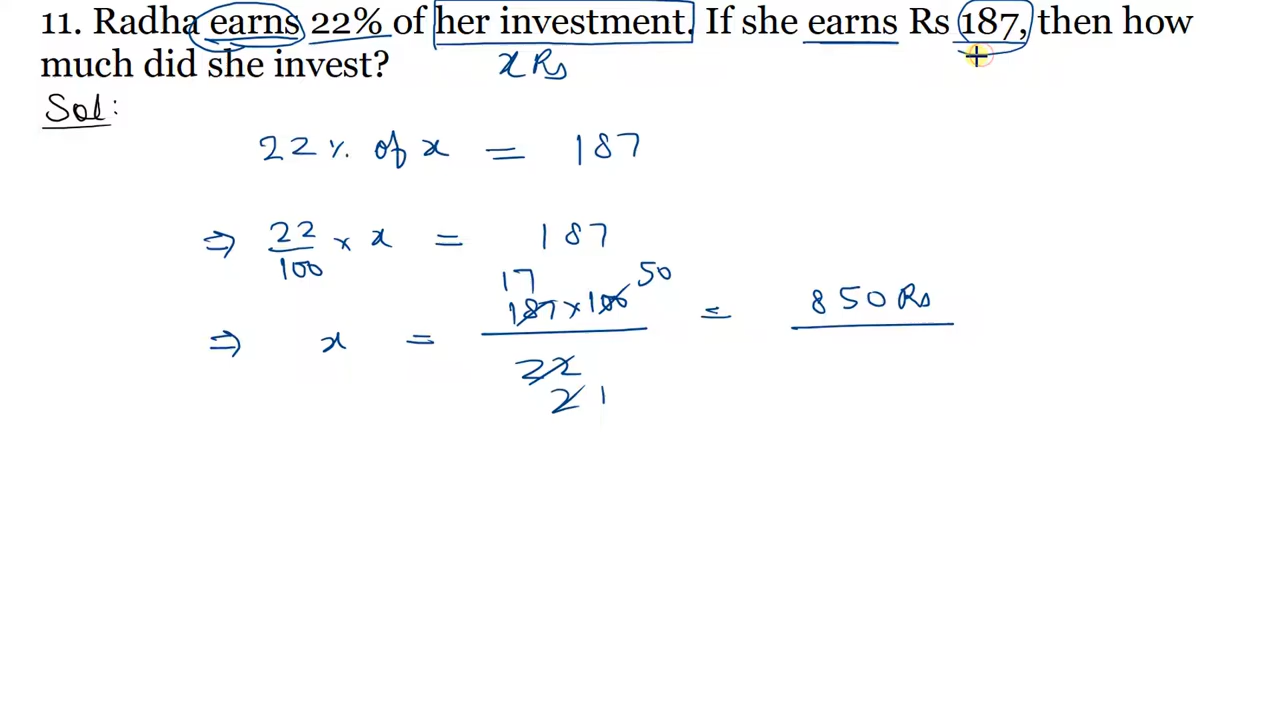 11. Radha earns 22% of her investment. If she earns Rs 187, then how
much did she invest? x Rs
Sol:
22% of x = 187
⇒ 22/100 × x = 187
17 50
⇒ x = 187×100/22 = 850 Rs
2 1